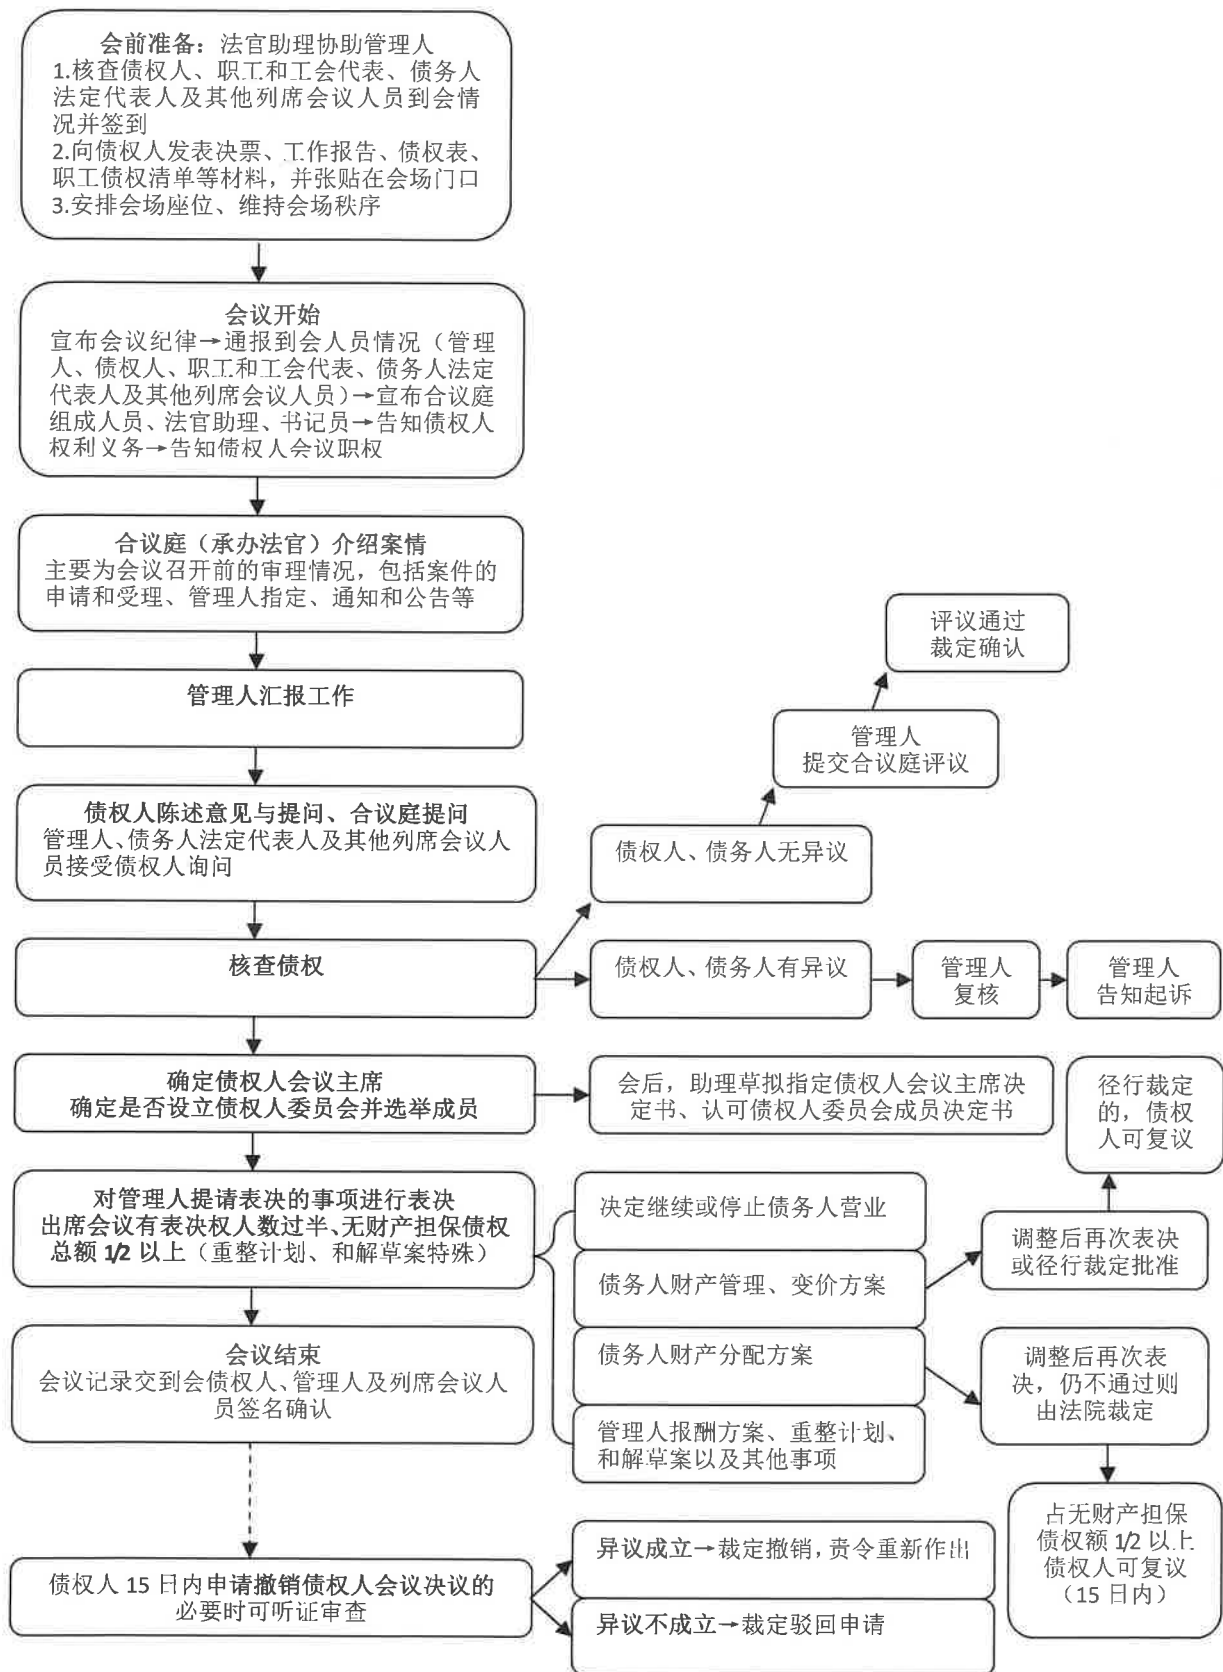 会前准备：法官助理协助管理人
1.核查债权人、职工和工会代表、债务人
法定代表人及其他列席会议人员到会情
况并签到
2.向债权人发表决票、工作报告、债权表、
职工债权清单等材料，并张贴在会场门口
3.安排会场座位、维持会场秩序
会议开始
宣布会议纪律→通报到会人员情况（管理
人、债权人、职工和工会代表、债务人法定
代表人及其他列席会议人员）→宣布合议庭
组成人员、法官助理、书记员→告知债权人
权利义务→告知债权人会议职权
合议庭（承办法官）介绍案情
主要为会议召开前的审理情况，包括案件的
申请和受理、管理人指定、通知和公告等
管理人汇报工作
债权人陈述意见与提问、合议庭提问
管理人、债务人法定代表人及其他列席会议人
员接受债权人询问
核查债权
债权人、债务人无异议
管理人
提交合议庭评议
评议通过
裁定确认
债权人、债务人有异议
管理人
复核
管理人
告知起诉
确定债权人会议主席
确定是否设立债权人委员会并选举成员
会后，助理草拟指定债权人会议主席决
定书、认可债权人委员会成员决定书
对管理人提请表决的事项进行表决
出席会议有表决权人数过半、无财产担保债权
总额 1/2 以上（重整计划、和解草案特殊）
决定继续或停止债务人营业
债务人财产管理、变价方案
调整后再次表决
或径行裁定批准
径行裁定
的，债权
人可复议
债务人财产分配方案
调整后再次表
决，仍不通过则
由法院裁定
占无财产担保
债权额 1/2 以上
债权人可复议
（15 日内）
管理人报酬方案、重整计划、
和解草案以及其他事项
会议结束
会议记录交到会债权人、管理人及列席会议人
员签名确认
债权人 15 日内申请撤销债权人会议决议的
必要时可听证审查
异议成立→裁定撤销，责令重新作出
异议不成立→裁定驳回申请